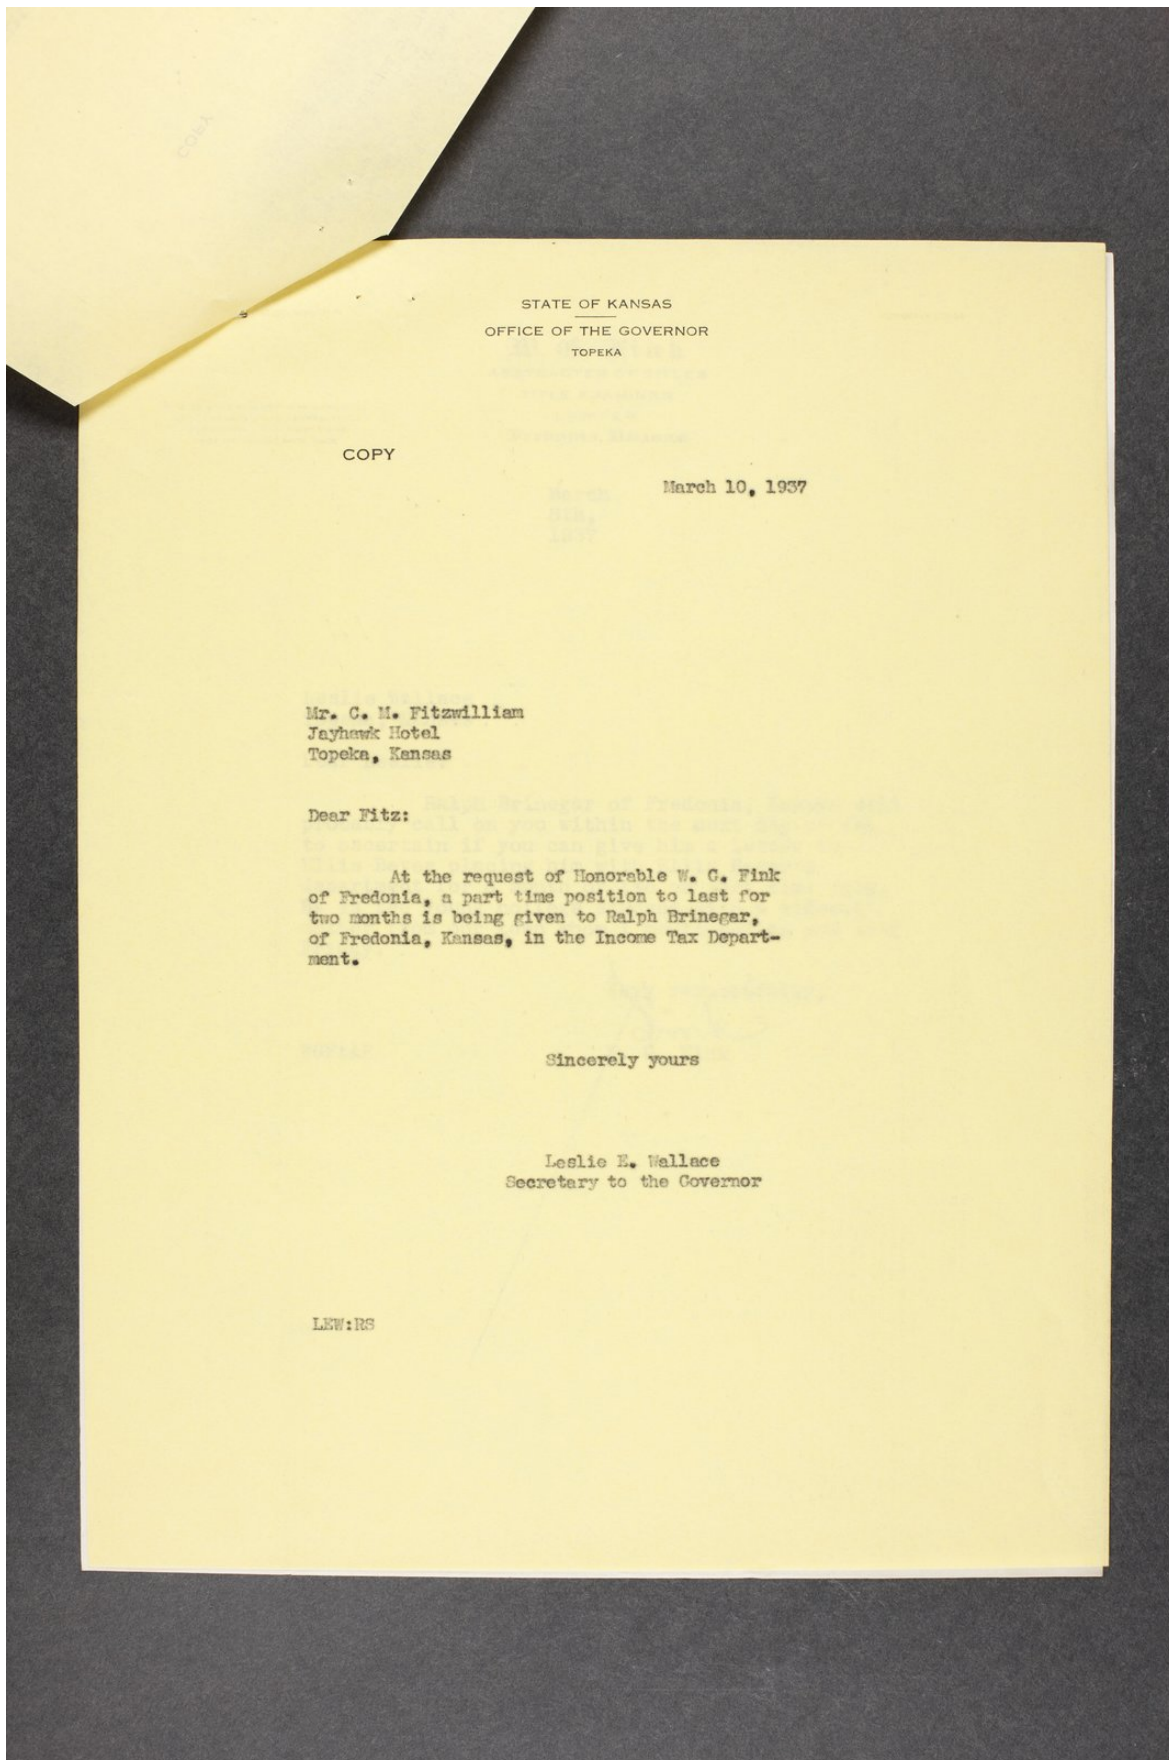 COPY
STATE OF KANSAS
OFFICE OF THE GOVERNOR
TOPEKA
COPY
March 10, 1937
Mr. C. M. Fitzwilliam
Jayhawk Hotel
Topeka, Kansas
Dear Fitz:
At the request of Honorable W. G. Fink
of Fredonia, a part time position to last for
two months is being given to Ralph Brinegar,
of Fredonia, Kansas, in the Income Tax Depart-
ment.
Sincerely yours
Leslie E. Wallace
Secretary to the Governor
LEW:RS